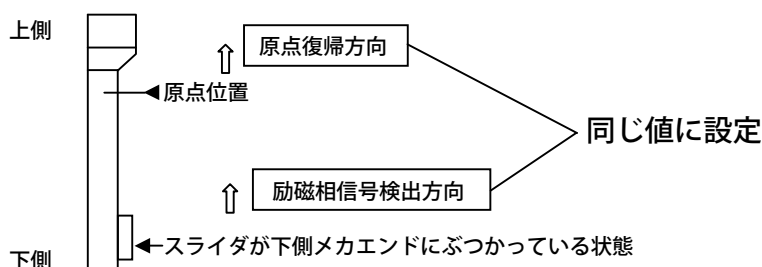 上側
原点復帰方向
原点位置
同じ値に設定
励磁相信号検出方向
スライダが下側メカエンドにぶつかっている状態
下側